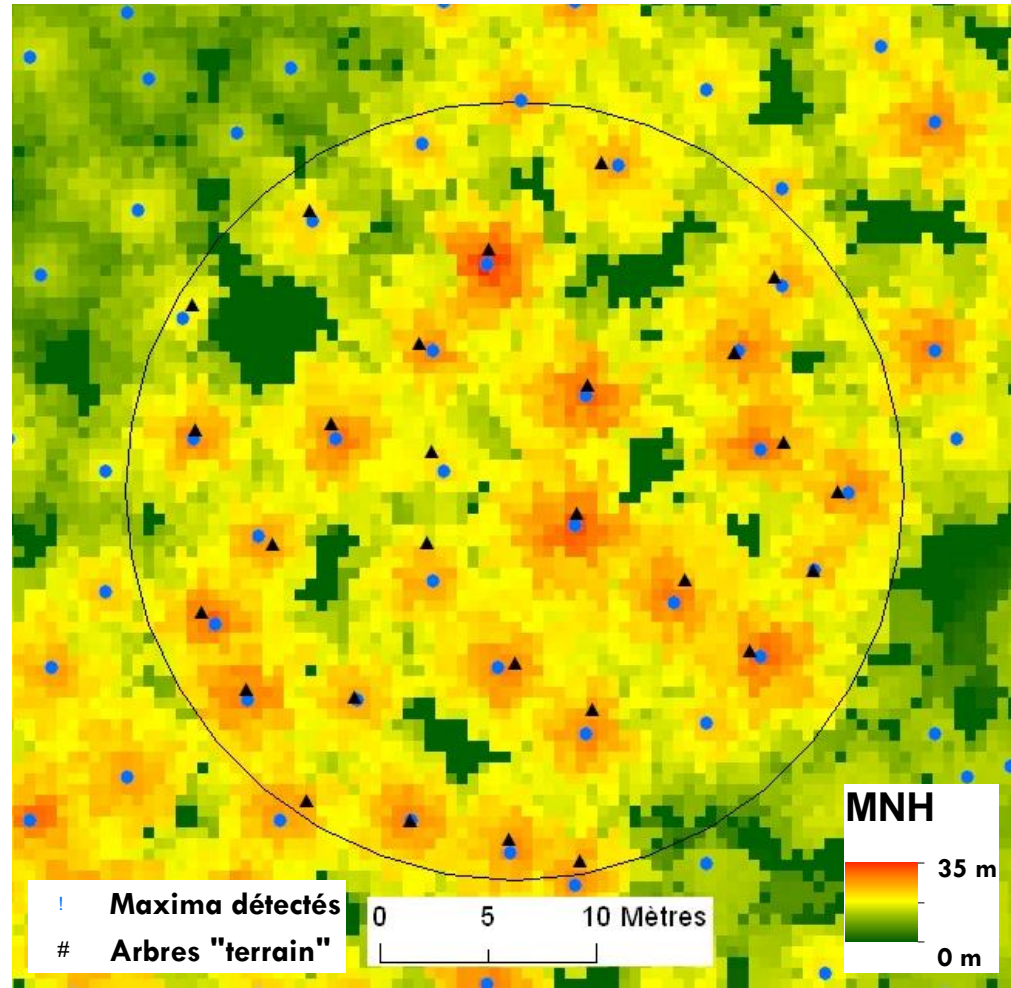 ! Maxima détectés
# Arbres "terrain"
0 5 10 Mètres
MNH
35 m
0 m